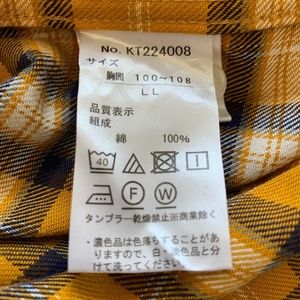 No. KT224008
サイズ
胸囲 100~108
LL
品質表示
組成
綿 100%
40
F W
タンブラー乾燥禁止※商業除く
・濃色品は色落ちすることがあ
りますので、白・淡色品と分
けて洗って下さい。